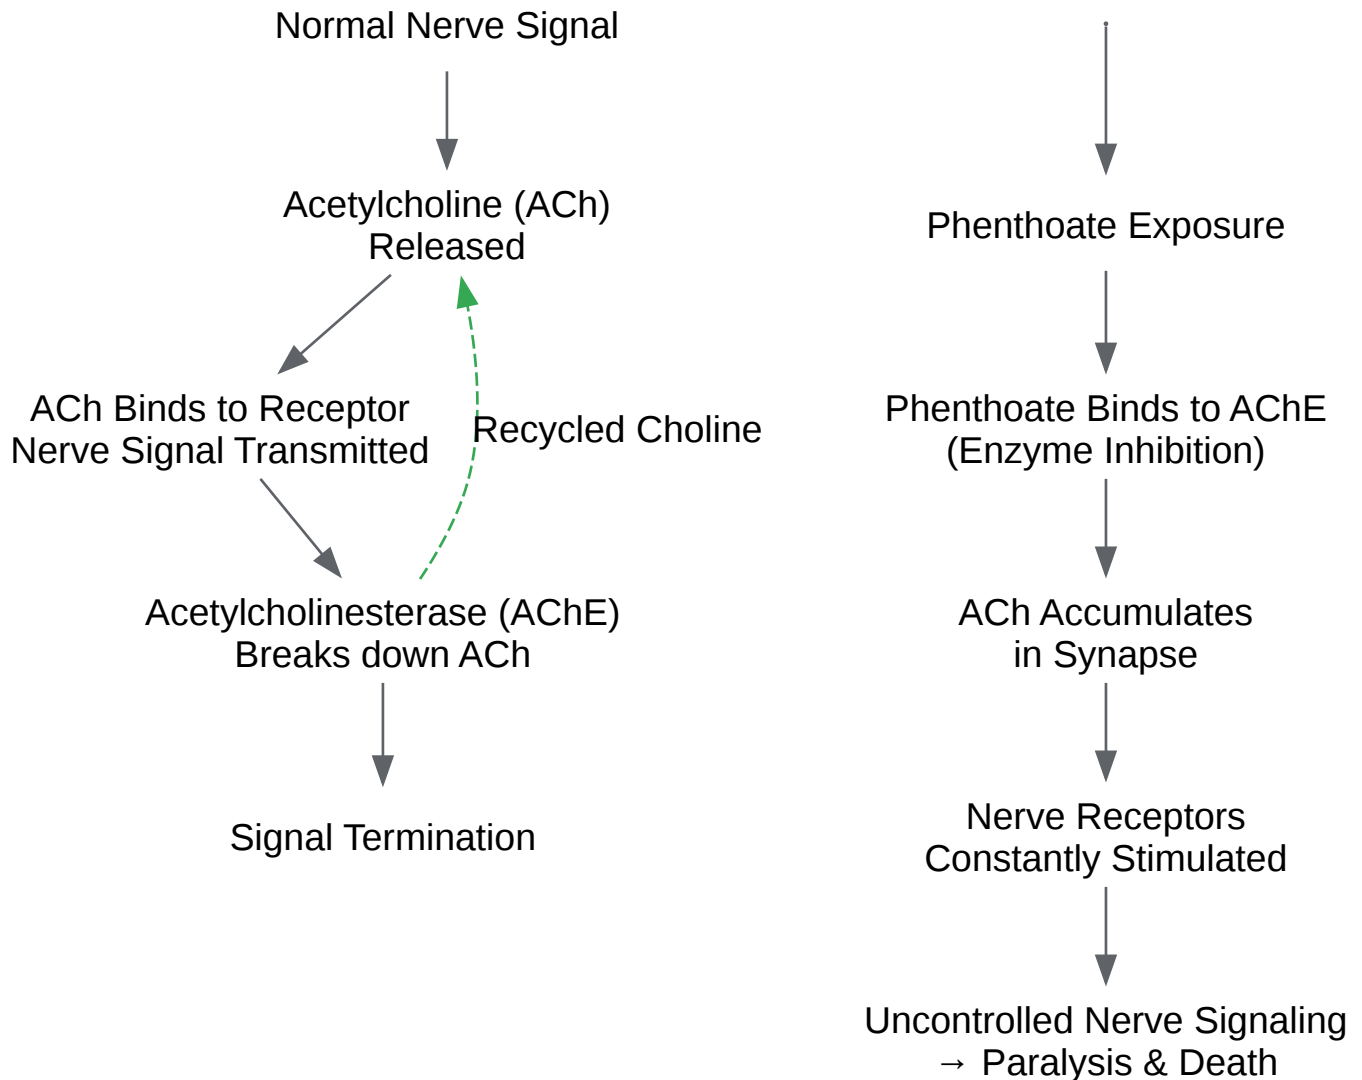 Normal Nerve Signal
Acetylcholine (ACh)
Released
ACh Binds to Receptor
Nerve Signal Transmitted
Recycled Choline
Acetylcholinesterase (AChE)
Breaks down ACh
Signal Termination
Phenthoate Exposure
Phenthoate Binds to AChE
(Enzyme Inhibition)
ACh Accumulates
in Synapse
Nerve Receptors
Constantly Stimulated
Uncontrolled Nerve Signaling
→ Paralysis & Death